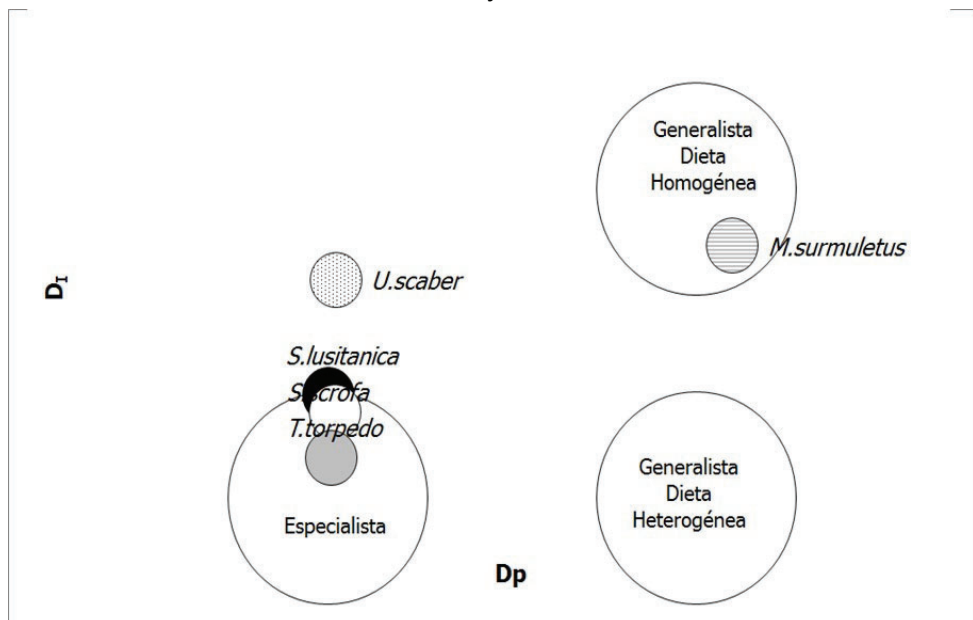 Generalista
Dieta
Homogénea
M.surmuletus
D_I
U.scaber
S.lusitanica
S.scrofa
T.torpedo
Especialista
Generalista
Dieta
Heterogénea
Dp